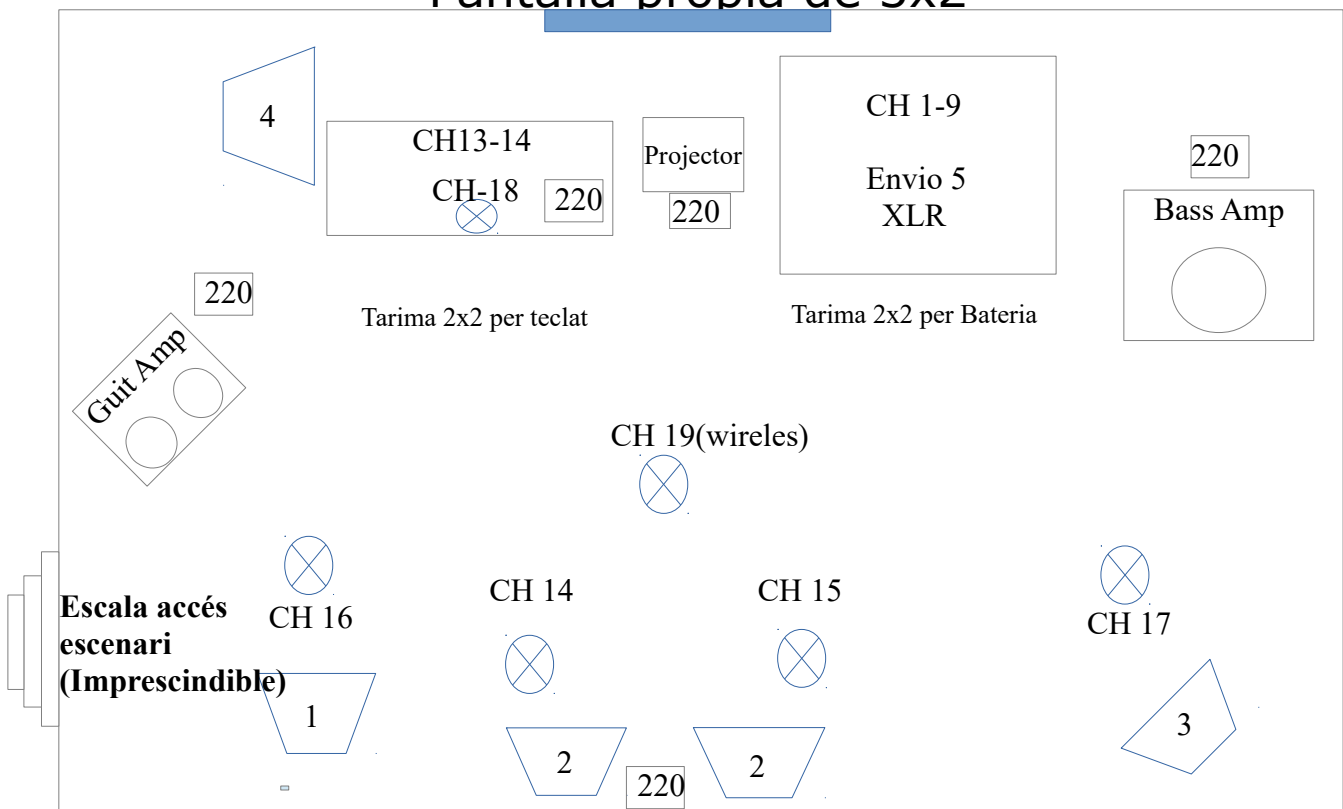 Pantalla propia de 3x2
4
CH13-14
CH-18
220
Projector
220
CH 1-9
Envio 5
XLR
220
Bass Amp
220
Tarima 2x2 per teclat
Tarima 2x2 per Bateria
Guit Amp
CH 19(wireles)
Escala accés
escenari
(Imprescindible)
CH 16
CH 14
CH 15
CH 17
1
2
220
2
3